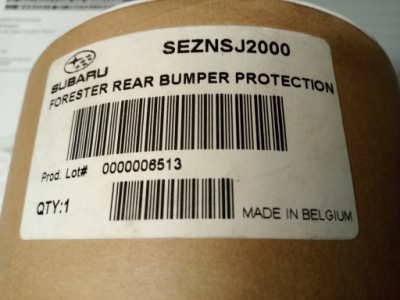 SEZNSJ2000
SUBARU
FORESTER REAR BUMPER PROTECTION
Prod. Lot# 0000006513
QTY:1
MADE IN BELGIUM